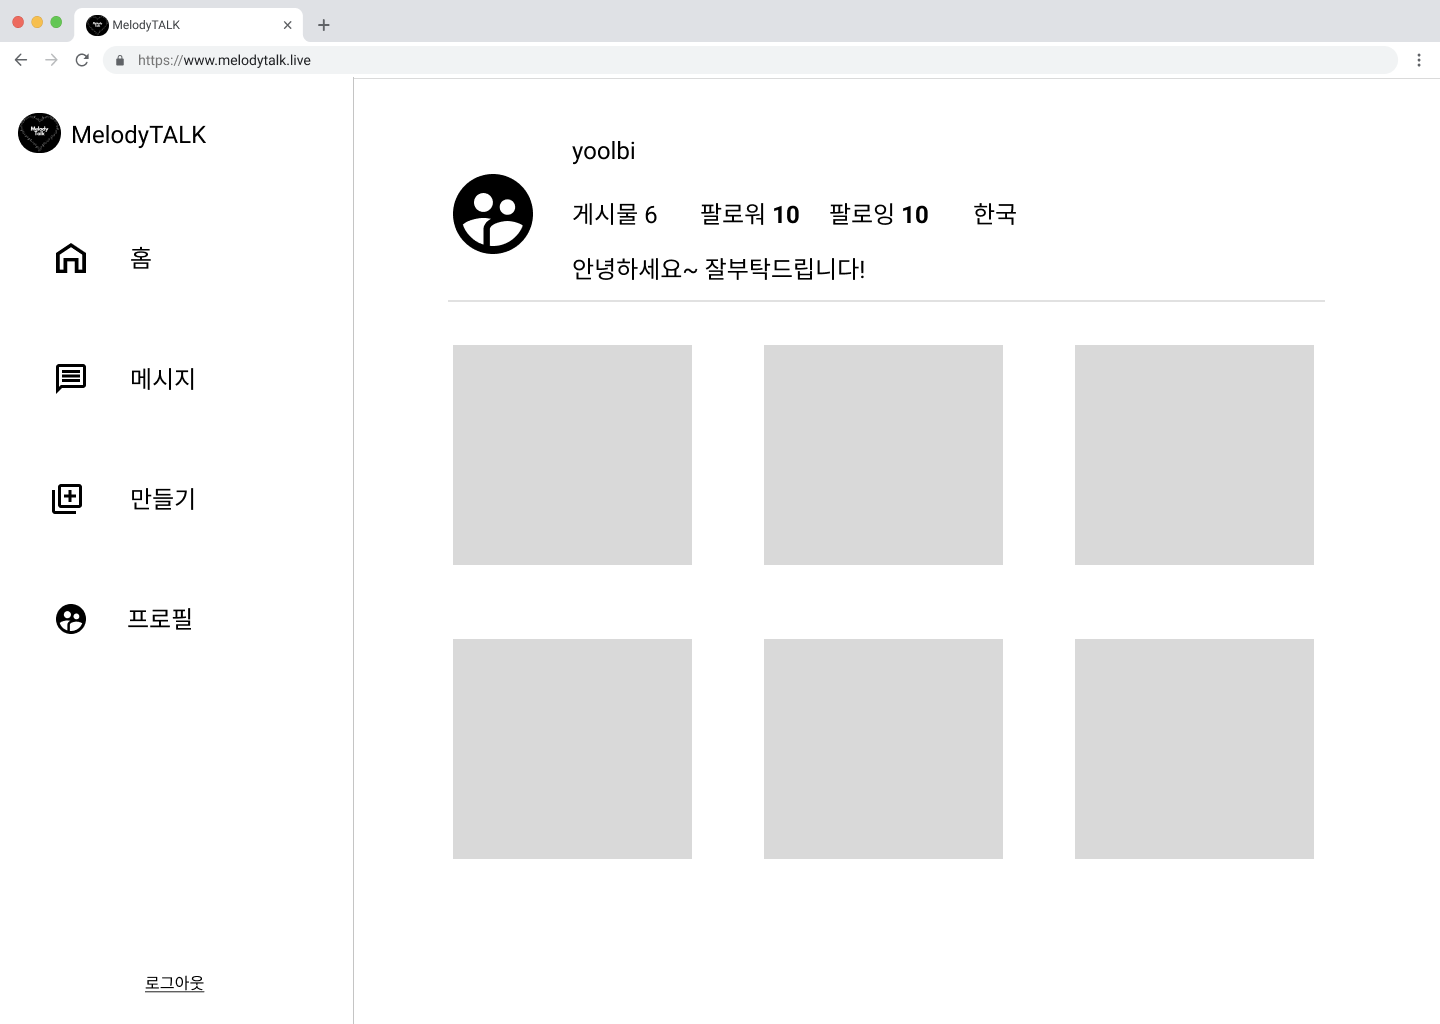 MelodyTALK
https://www.melodytalk.live
Melody
Talk
MelodyTALK
홈
메시지
만들기
프로필
로그아웃
yoolbi
게시물 6 팔로워 10 팔로잉 10 한국
안녕하세요~ 잘부탁드립니다!